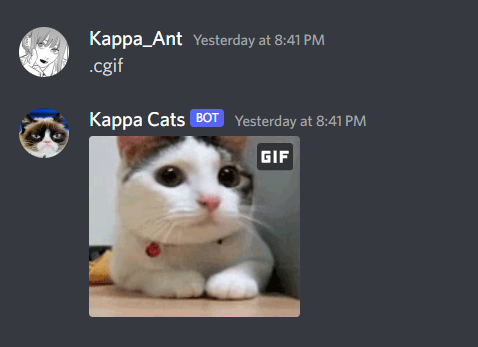 Kappa_Ant Yesterday at 8:41 PM
.cgif
Kappa Cats BOT Yesterday at 8:41 PM
GIF